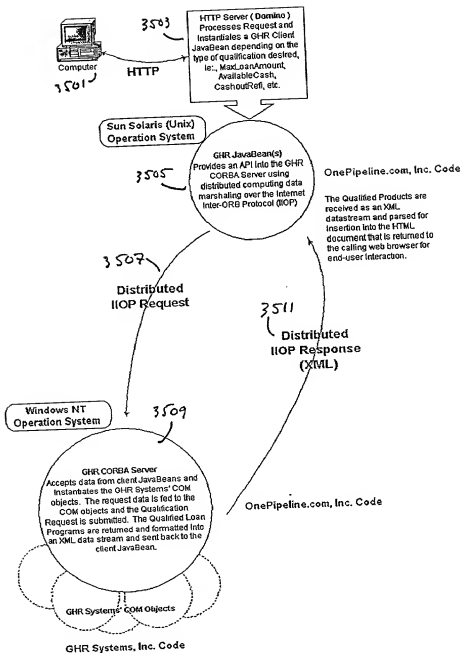 HTTP Server ( Domino )
Processes Request and
Instantiates a GHR Client
JavaBean depending on the
type of qualification desired,
ie:., MaxLoanAmount,
AvailableCash,
CashoutRefi, etc.
3503
Computer
HTTP
3501
Sun Solaris (Unix)
Operation System
GHR JavaBean(s)
Provides an API into the GHR
CORBA Server using
distributed computing data
marshaling over the Internet
Inter-ORB Protocol (IIOP)
3505
OnePipeline.com, Inc. Code
The Qualified Products are
received as an XML
datastream and parsed for
Insertion into the HTML
document that is returned to
the calling web browser for
end-user interaction.
3507
Distributed
IIOP Request
3511
Distributed
IIOP Response
(XML)
Windows NT
Operation System
3509
GHR CORBA Server
Accepts data from client JavaBeans and
Instantiates the GHR Systems' COM
objects. The request data is fed to the
COM objects and the Qualification
Request is submitted. The Qualified Loan
Programs are returned and formatted into
an XML data stream and sent back to the
client JavaBean.
OnePipeline.com, Inc. Code
GHR Systems' COM Objects
GHR Systems, Inc. Code